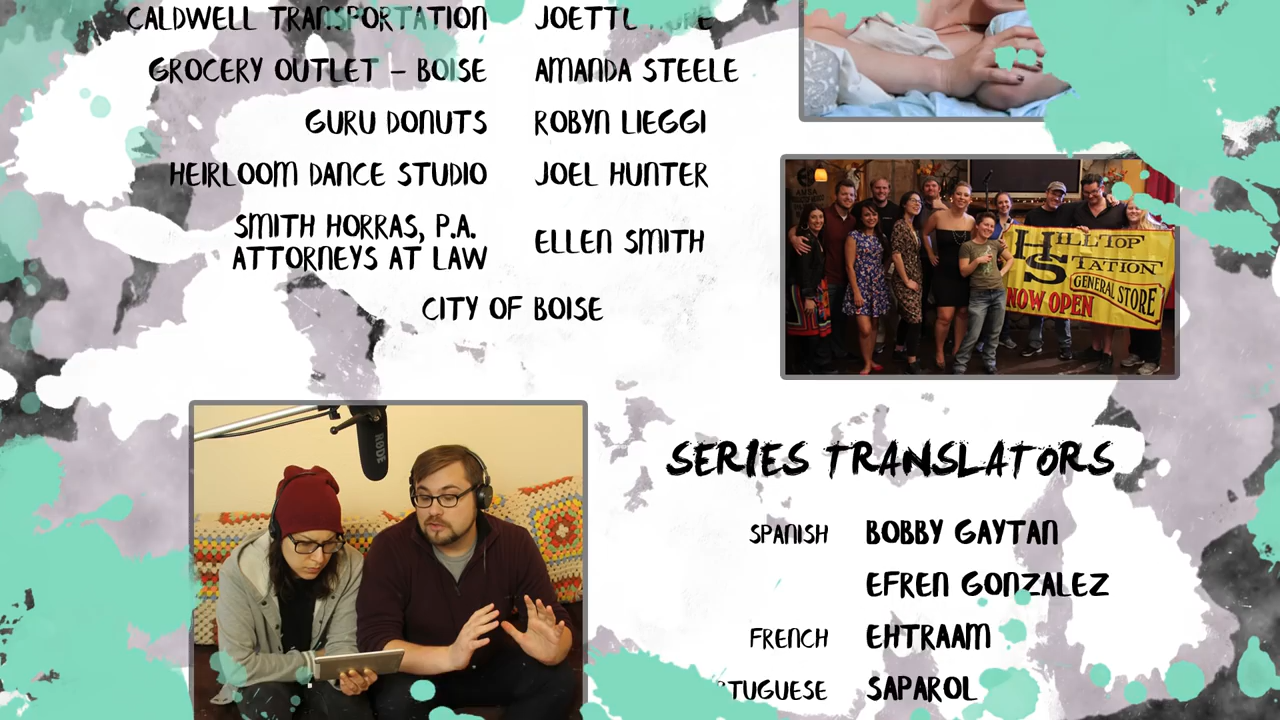 CALDWELL TRANSPORTATION
GROCERY OUTLET – BOISE AMANDA STEELE
GURU DONUTS ROBYN LIEGGI
HEIRLOOM DANCE STUDIO JOEL HUNTER
SMITH HORRAS, P.A.
ATTORNEYS AT LAW ELLEN SMITH
CITY OF BOISE
HILLTOP
STATION
GENERAL STORE
NOW OPEN
RODE
SERIES TRANSLATORS
SPANISH BOBBY GAYTAN
EFREN GONZALEZ
FRENCH EHTRAAM
SAPAROL